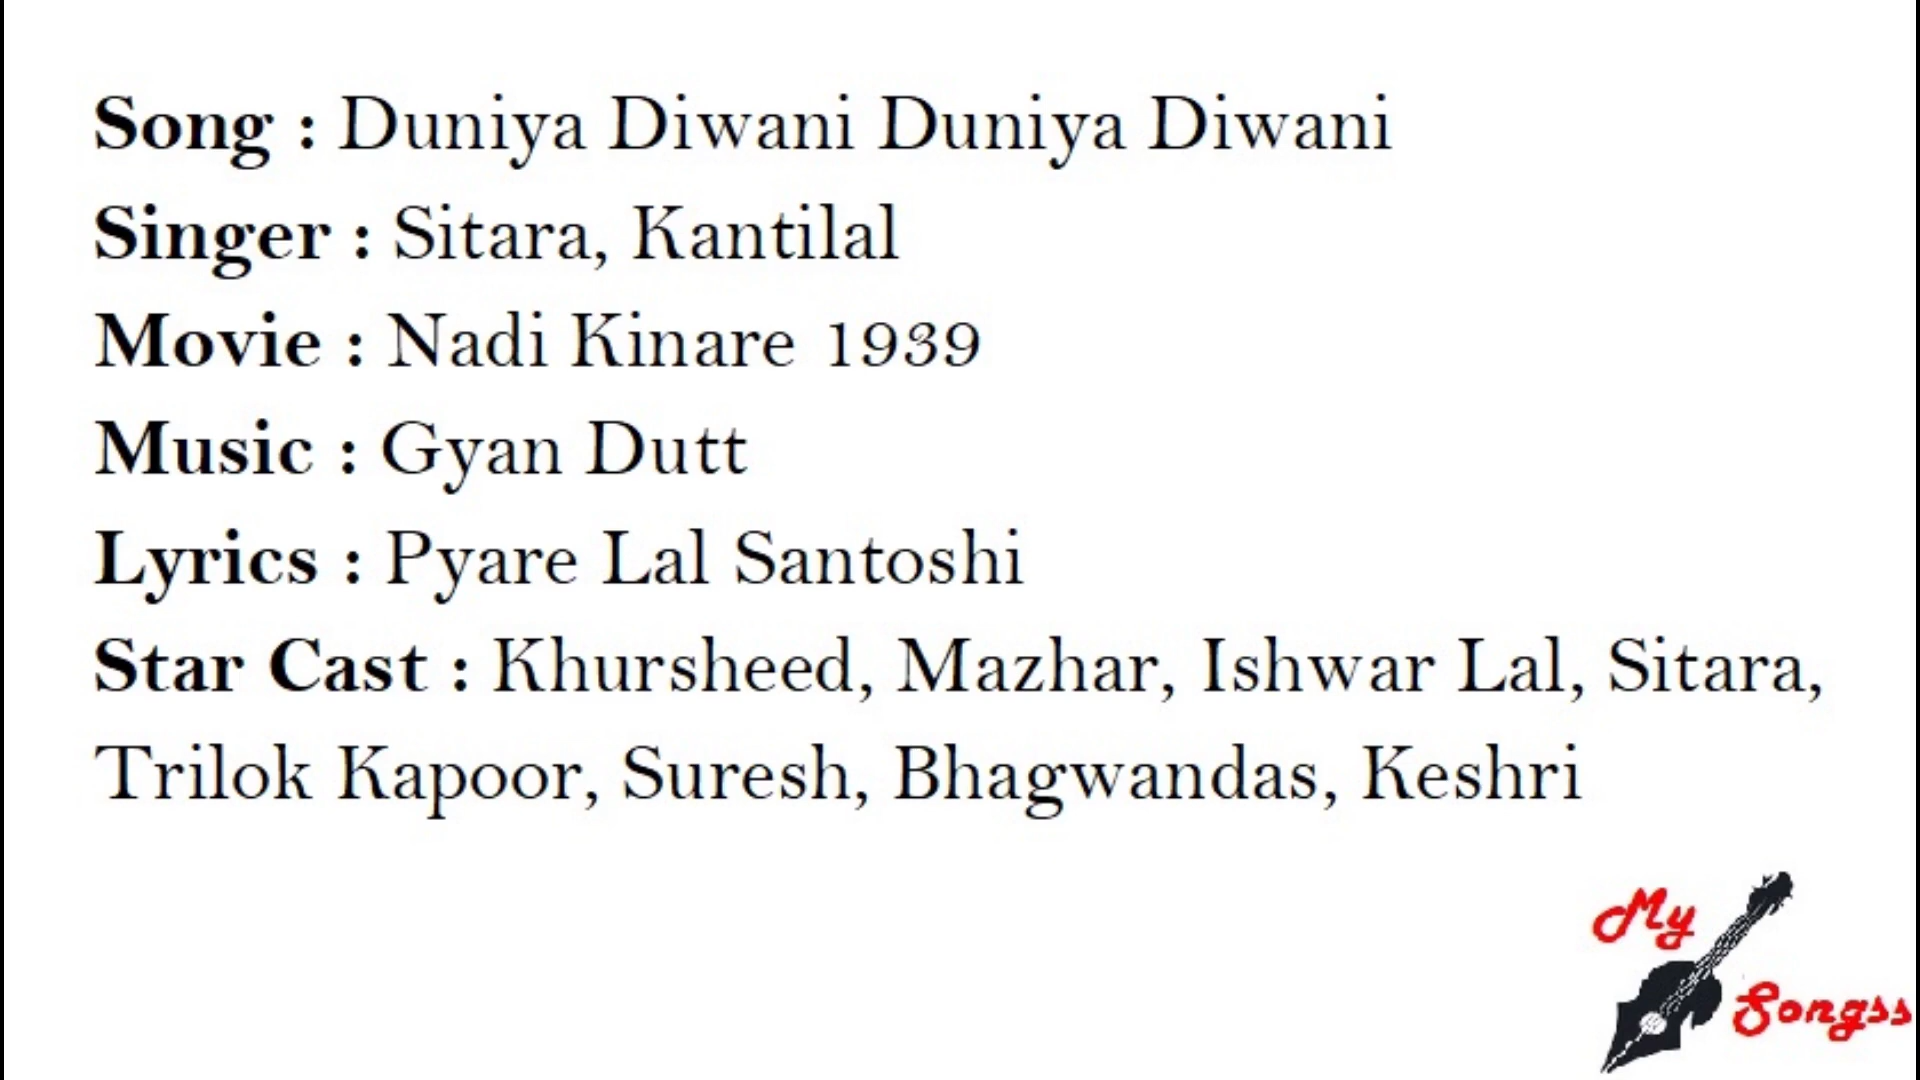 Song : Duniya Diwani Duniya Diwani
Singer : Sitara, Kantilal
Movie : Nadi Kinare 1939
Music : Gyan Dutt
Lyrics : Pyare Lal Santoshi
Star Cast : Khursheed, Mazhar, Ishwar Lal, Sitara,
Trilok Kapoor, Suresh, Bhagwandas, Keshri
My
Songss